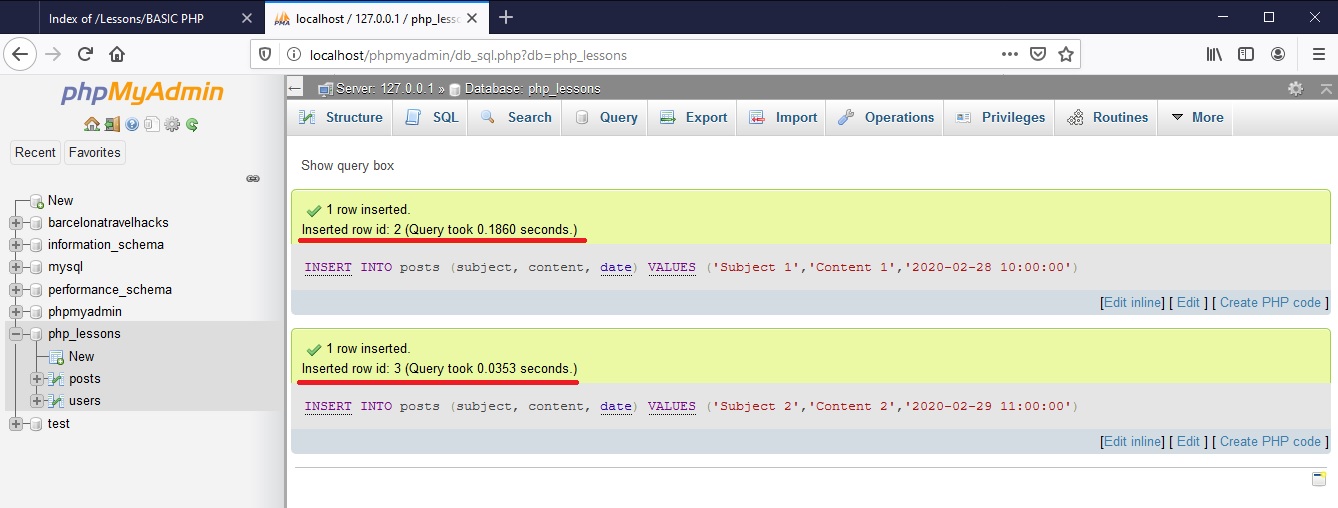 Index of /Lessons/BASIC PHP
localhost / 127.0.0.1 / php_less
localhost/phpmyadmin/db_sql.php?db=php_lessons
phpMyAdmin
Recent Favorites
New
barcelonatravelhacks
information_schema
mysql
performance_schema
phpmyadmin
php_lessons
New
posts
users
test
Server: 127.0.0.1 » Database: php_lessons
Structure SQL Search Query Export Import Operations Privileges Routines More
Show query box
1 row inserted.
Inserted row id: 2 (Query took 0.1860 seconds.)
INSERT INTO posts (subject, content, date) VALUES ('Subject 1','Content 1','2020-02-28 10:00:00')
[Edit inline] [ Edit ] [ Create PHP code ]
1 row inserted.
Inserted row id: 3 (Query took 0.0353 seconds.)
INSERT INTO posts (subject, content, date) VALUES ('Subject 2','Content 2','2020-02-29 11:00:00')
[Edit inline] [ Edit ] [ Create PHP code ]